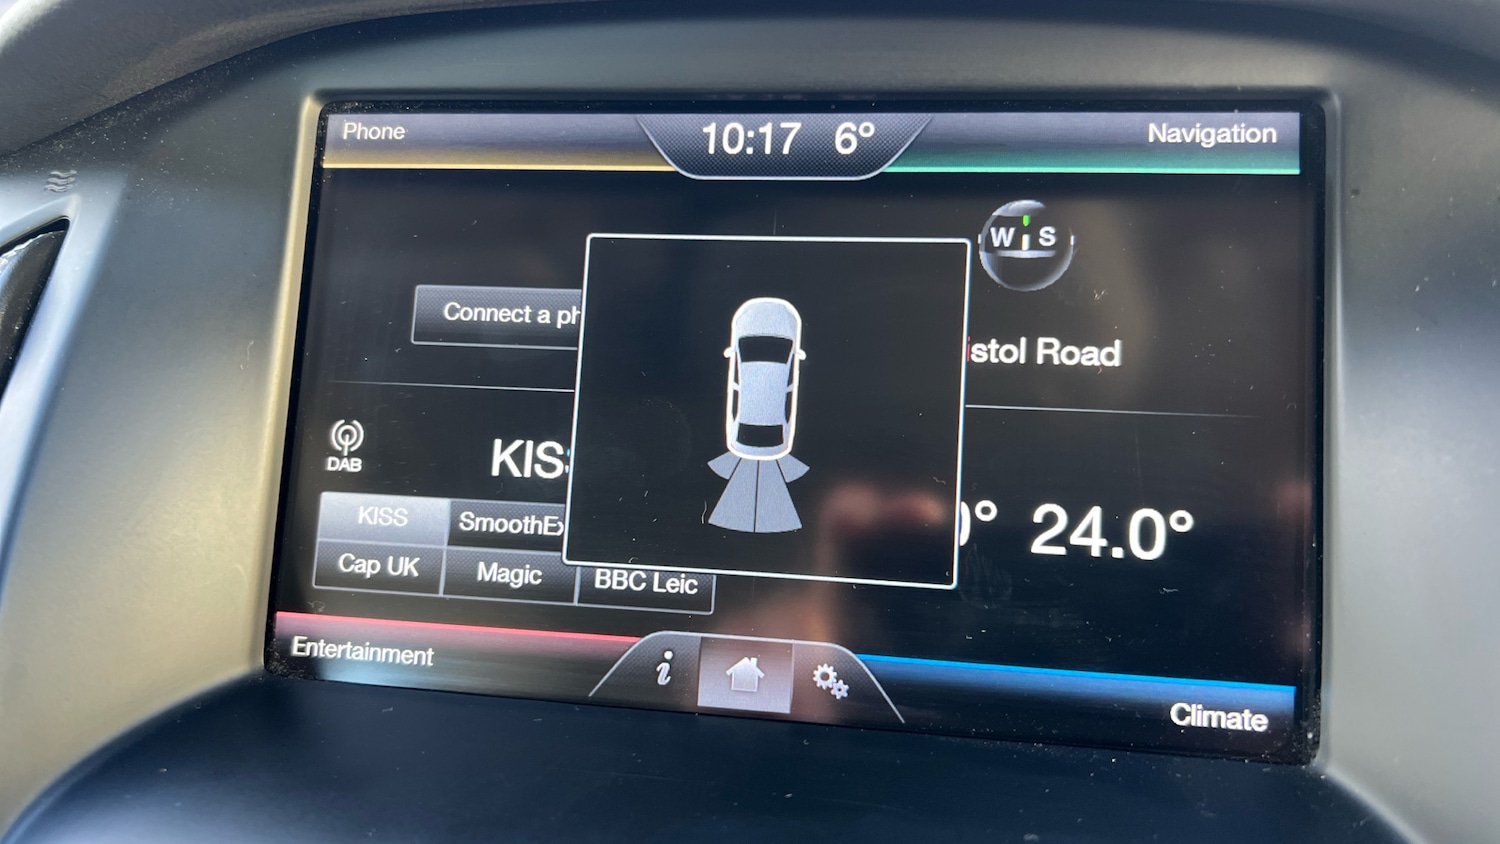 Phone
10:17 6°
Navigation
W S
Connect a ph
istol Road
DAB
KIS
24.0°
KISS
SmoothEx
Cap UK
Magic
BBC Leic
Entertainment
i
Climate